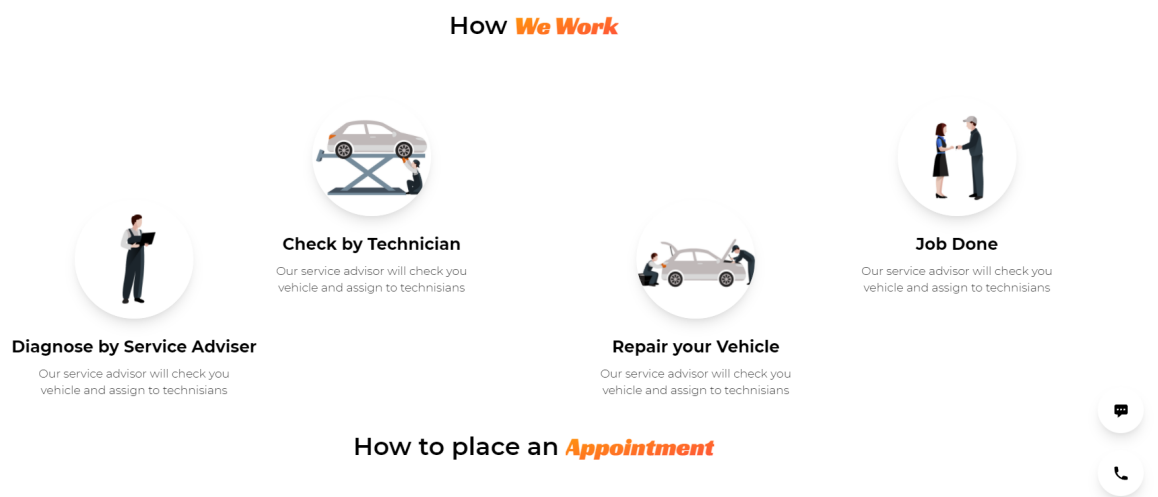 How We Work
Diagnose by Service Adviser
Our service advisor will check you
vehicle and assign to technisians
Check by Technician
Our service advisor will check you
vehicle and assign to technisians
Repair your Vehicle
Our service advisor will check you
vehicle and assign to technisians
Job Done
Our service advisor will check you
vehicle and assign to technisians
How to place an Appointment